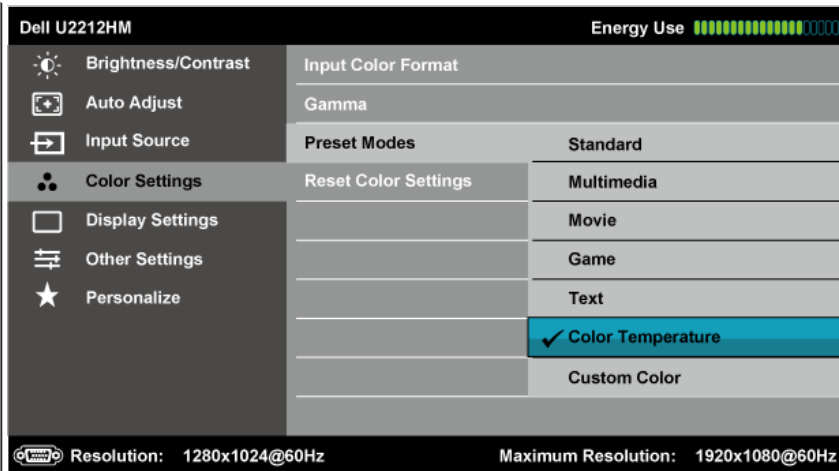 Dell U2212HM Energy Use
Brightness/Contrast Input Color Format
Auto Adjust Gamma
Input Source Preset Modes Standard
Color Settings Reset Color Settings Multimedia
Display Settings Movie
Other Settings Game
Personalize Text
Color Temperature
Custom Color
Resolution: 1280x1024@60Hz Maximum Resolution: 1920x1080@60Hz